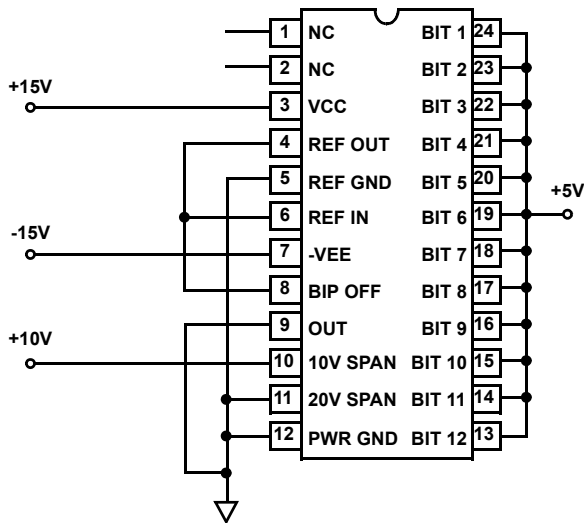 1 NC BIT 1 24
2 NC BIT 2 23
+15V
3 VCC BIT 3 22
4 REF OUT BIT 4 21
5 REF GND BIT 5 20
+5V
6 REF IN BIT 6 19
-15V
7 -VEE BIT 7 18
8 BIP OFF BIT 8 17
9 OUT BIT 9 16
+10V
10 10V SPAN BIT 10 15
11 20V SPAN BIT 11 14
12 PWR GND BIT 12 13